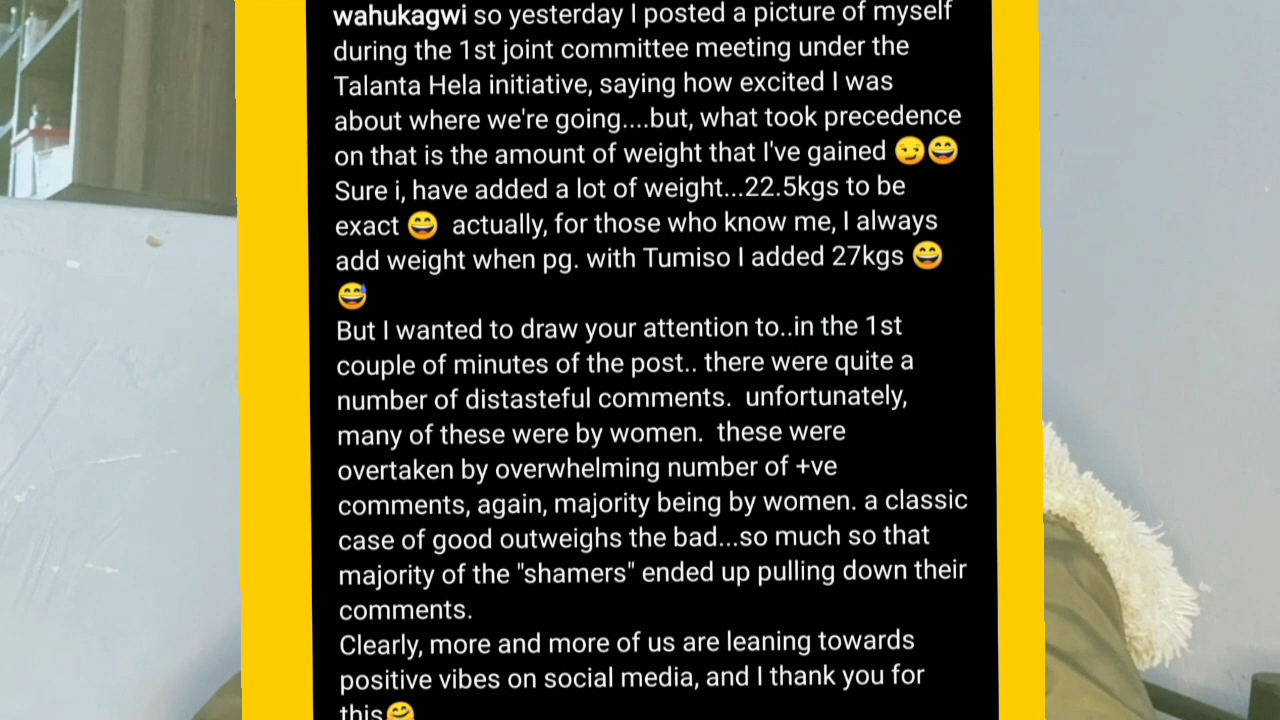 wahukagwi so yesterday I posted a picture of myself
during the 1st joint committee meeting under the
Talanta Hela initiative, saying how excited I was
about where we're going....but, what took precedence
on that is the amount of weight that I've gained 😏😄
Sure i, have added a lot of weight...22.5kgs to be
exact 😄 actually, for those who know me, I always
add weight when pg. with Tumiso I added 27kgs 😄
😅
But I wanted to draw your attention to..in the 1st
couple of minutes of the post.. there were quite a
number of distasteful comments. unfortunately,
many of these were by women. these were
overtaken by overwhelming number of +ve
comments, again, majority being by women. a classic
case of good outweighs the bad...so much so that
majority of the "shamers" ended up pulling down their
comments.
Clearly, more and more of us are leaning towards
positive vibes on social media, and I thank you for
this🤗